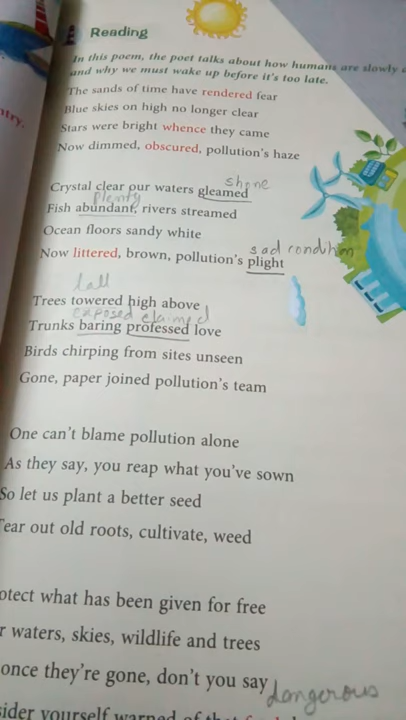 try.
Reading
In this poem, the poet talks about how humans are slowly
and why we must wake up before it's too late.
The sands of time have rendered fear
Blue skies on high no longer clear
Stars were bright whence they came
Now dimmed, obscured, pollution's haze
shone
Crystal clear our waters gleamed
plenty
Fish abundant, rivers streamed
Ocean floors sandy white
sad condition
Now littered, brown, pollution's plight
tall
Trees towered high above
exposed claimed
Trunks baring professed love
Birds chirping from sites unseen
Gone, paper joined pollution's team
One can't blame pollution alone
As they say, you reap what you've sown
So let us plant a better seed
Tear out old roots, cultivate, weed
otect what has been given for free
r waters, skies, wildlife and trees
once they're gone, don't you say
dangerous
sider yourself warned of that